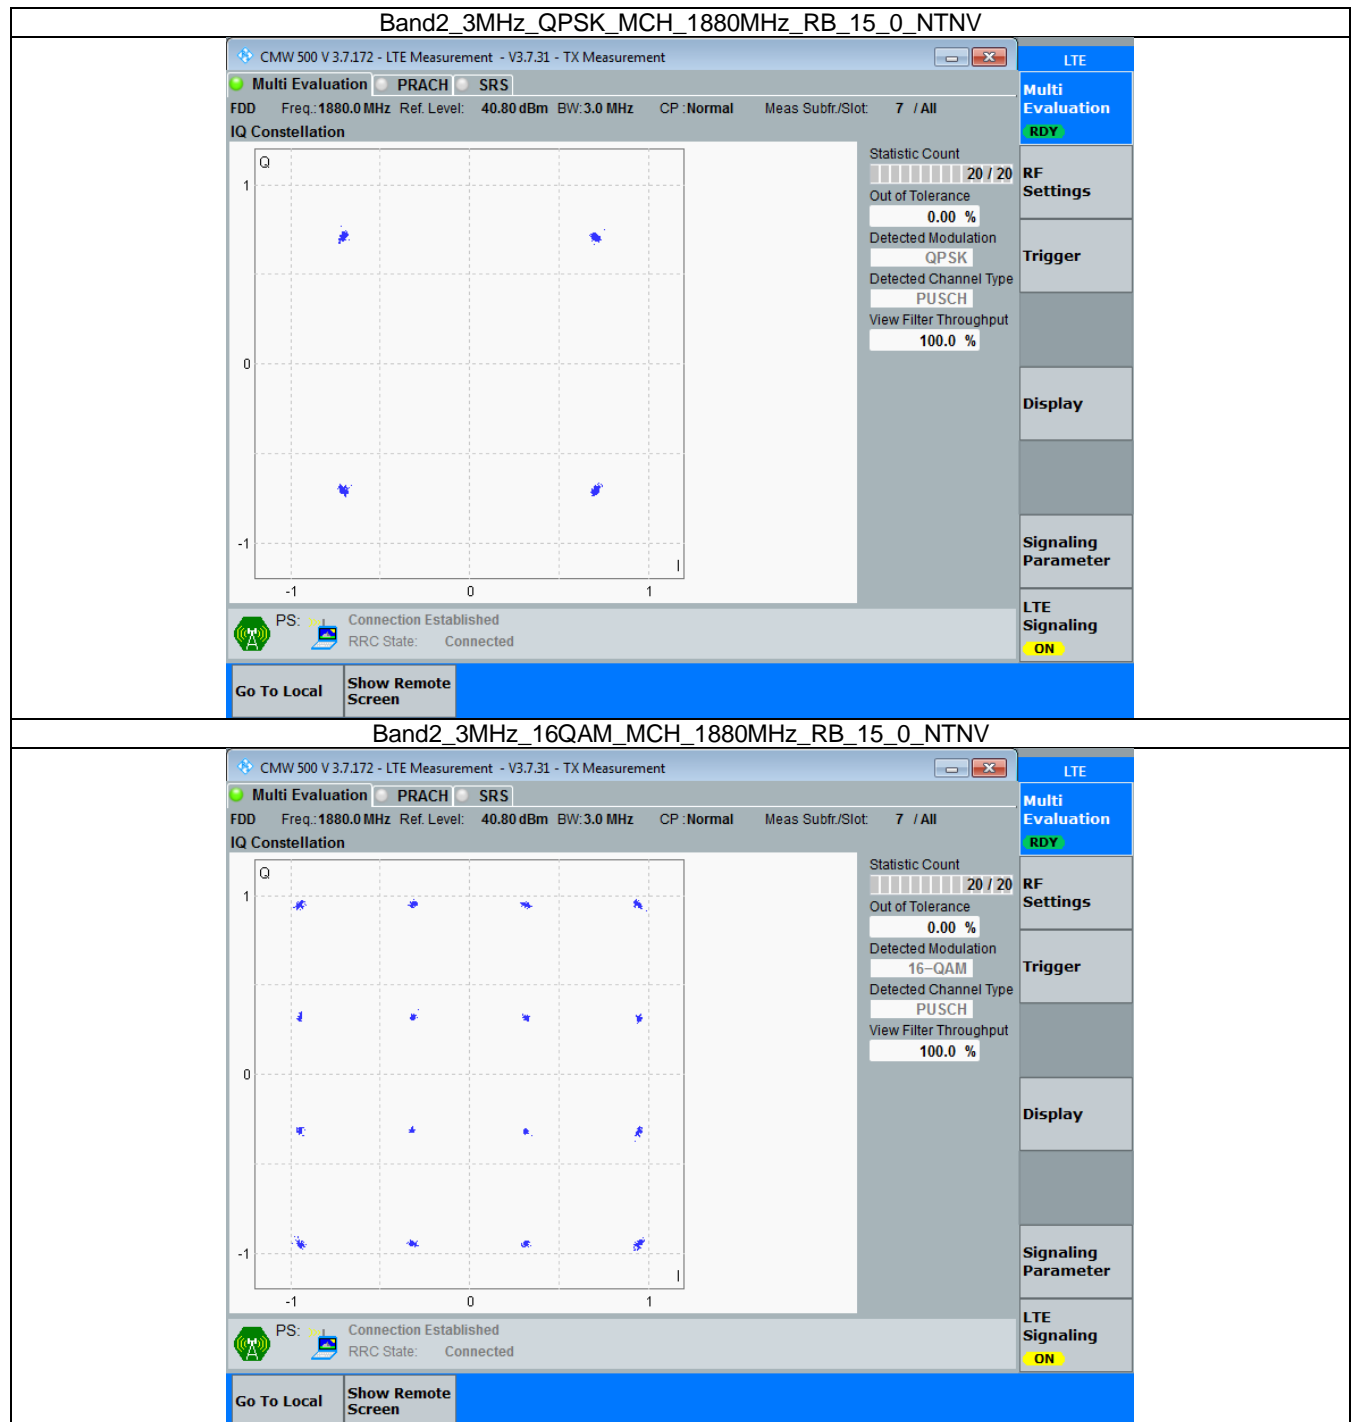 Band2_3MHz_QPSK_MCH_1880MHz_RB_15_0_NTNV
CMW 500 V 3.7.172 - LTE Measurement - V3.7.31 - TX Measurement
LTE
Multi Evaluation PRACH SRS
Multi
Evaluation
RDY
FDD Freq.:1880.0 MHz Ref. Level: 40.80 dBm BW:3.0 MHz CP :Normal Meas Subfr./Slot: 7 / All
IQ Constellation
Q
1
0
-1
I
-1 0 1
Statistic Count
20 / 20
Out of Tolerance
0.00 %
Detected Modulation
QPSK
Detected Channel Type
PUSCH
View Filter Throughput
100.0 %
RF
Settings
Trigger
Display
Signaling
Parameter
LTE
Signaling
ON
PS: Connection Established
RRC State: Connected
Go To Local
Show Remote
Screen
Band2_3MHz_16QAM_MCH_1880MHz_RB_15_0_NTNV
CMW 500 V 3.7.172 - LTE Measurement - V3.7.31 - TX Measurement
LTE
Multi Evaluation PRACH SRS
Multi
Evaluation
RDY
FDD Freq.:1880.0 MHz Ref. Level: 40.80 dBm BW:3.0 MHz CP :Normal Meas Subfr./Slot: 7 / All
IQ Constellation
Q
1
0
-1
I
-1 0 1
Statistic Count
20 / 20
Out of Tolerance
0.00 %
Detected Modulation
16-QAM
Detected Channel Type
PUSCH
View Filter Throughput
100.0 %
RF
Settings
Trigger
Display
Signaling
Parameter
LTE
Signaling
ON
PS: Connection Established
RRC State: Connected
Go To Local
Show Remote
Screen